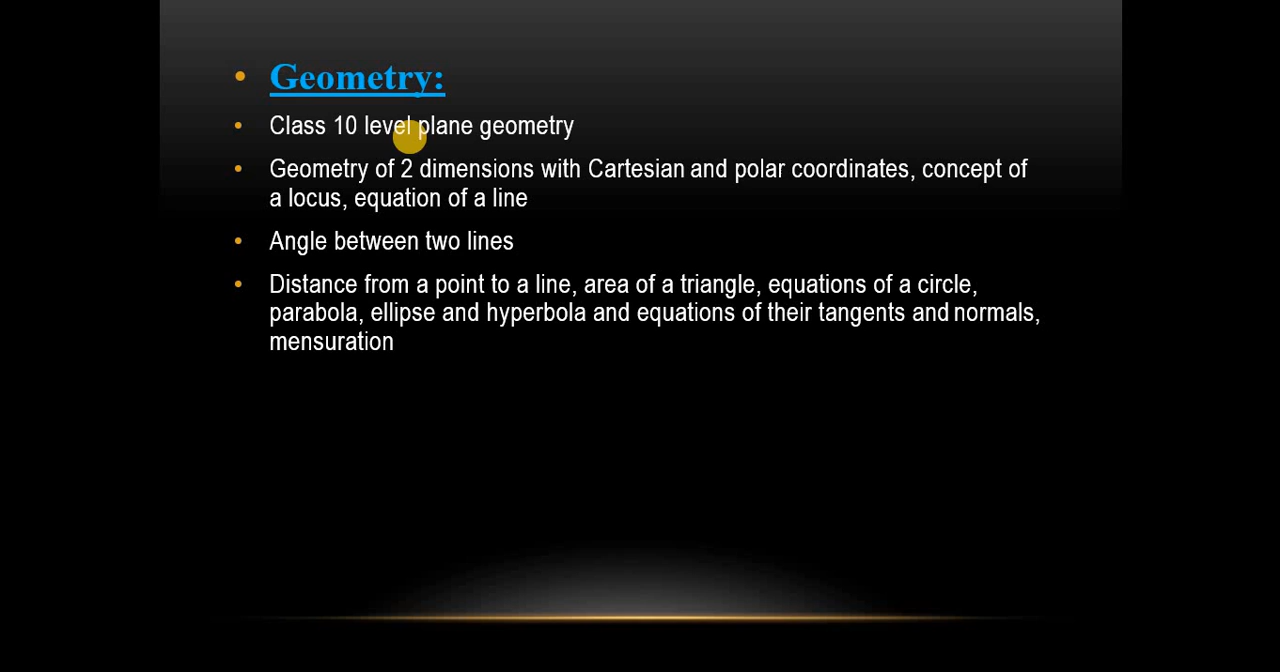 • Geometry:
• Class 10 level plane geometry
• Geometry of 2 dimensions with Cartesian and polar coordinates, concept of
a locus, equation of a line
• Angle between two lines
• Distance from a point to a line, area of a triangle, equations of a circle,
parabola, ellipse and hyperbola and equations of their tangents and normals,
mensuration